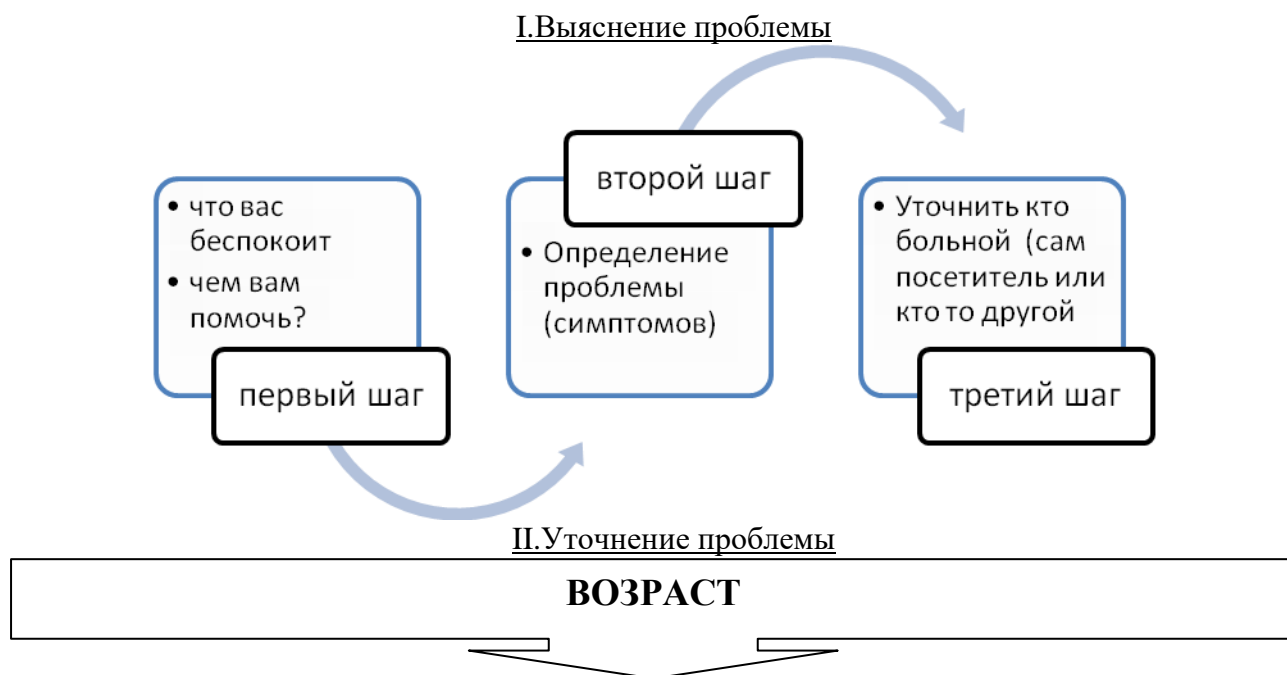 I.Выяснение проблемы
• что вас
беспокоит
• чем вам
помочь?
первый шаг
второй шаг
• Определение
проблемы
(симптомов)
• Уточнить кто
больной (сам
посетитель или
кто то другой
третий шаг
II.Уточнение проблемы
ВОЗРАСТ